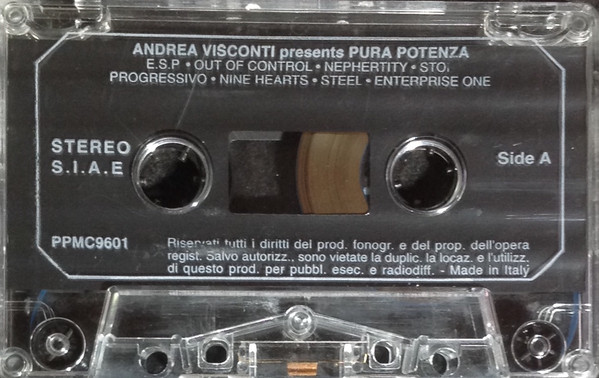 ANDREA VISCONTI presents PURA POTENZA
E.S.P • OUT OF CONTROL • NEPHERTITY • STO.
PROGRESSIVO • NINE HEARTS • STEEL • ENTERPRISE ONE
STEREO
S.I.A.E
Side A
PPMC9601
Riservati tutti i diritti del prod. fonogr. e del prop. dell'opera
regist. Salvo autorizz., sono vietate la duplic. la locaz. e l'utilizz.
di questo prod. per pubbl. esec. e radiodiff. - Made in Italy